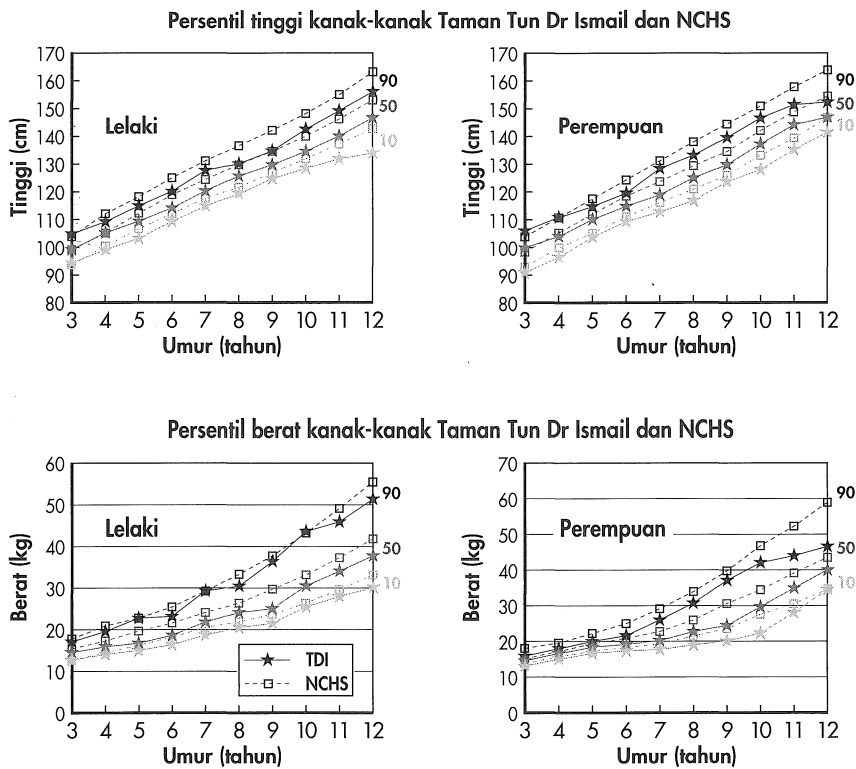 Persentil tinggi kanak-kanak Taman Tun Dr Ismail dan NCHS
170
160
150
140
130
120
110
100
90
80
Tinggi (cm)
Lelaki
90
50
10
3 4 5 6 7 8 9 10 11 12
Umur (tahun)
170
160
150
140
130
120
110
100
90
80
Tinggi (cm)
Perempuan
90
50
10
3 4 5 6 7 8 9 10 11 12
Umur (tahun)
Persentil berat kanak-kanak Taman Tun Dr Ismail dan NCHS
60
50
40
30
20
10
0
Berat (kg)
Lelaki
90
50
10
TDI
NCHS
3 4 5 6 7 8 9 10 11 12
Umur (tahun)
70
60
50
40
30
20
10
0
Berat (kg)
Perempuan
90
50
10
3 4 5 6 7 8 9 10 11 12
Umur (tahun)